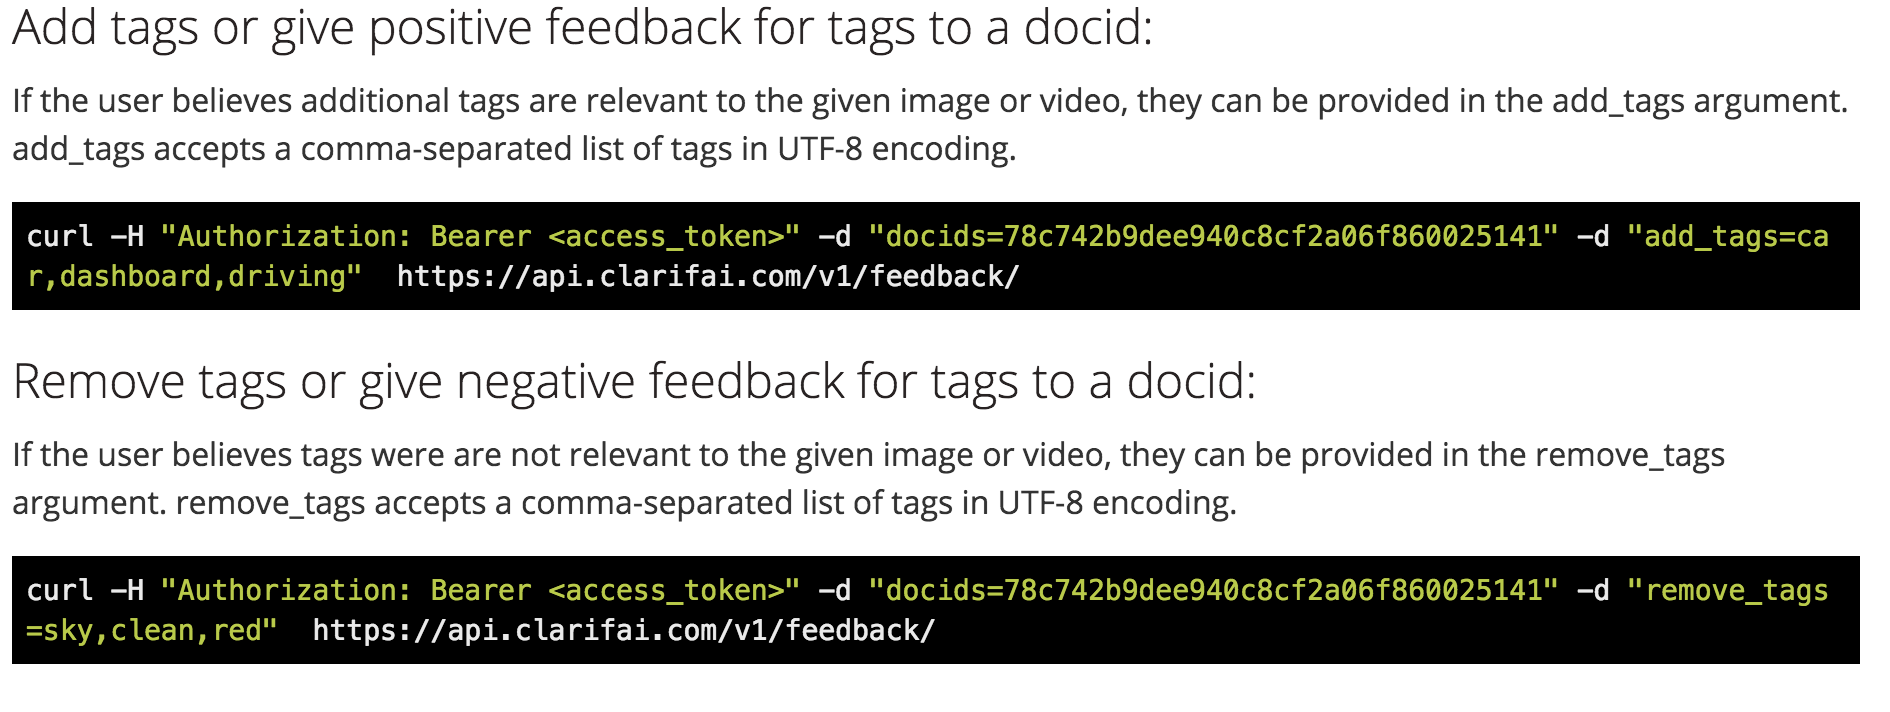 Add tags or give positive feedback for tags to a docid:
If the user believes additional tags are relevant to the given image or video, they can be provided in the add_tags argument.
add_tags accepts a comma-separated list of tags in UTF-8 encoding.
curl -H "Authorization: Bearer <access_token>" -d "docids=78c742b9dee940c8cf2a06f860025141" -d "add_tags=ca
r,dashboard,driving"  https://api.clarifai.com/v1/feedback/
Remove tags or give negative feedback for tags to a docid:
If the user believes tags were are not relevant to the given image or video, they can be provided in the remove_tags
argument. remove_tags accepts a comma-separated list of tags in UTF-8 encoding.
curl -H "Authorization: Bearer <access_token>" -d "docids=78c742b9dee940c8cf2a06f860025141" -d "remove_tags
=sky,clean,red"  https://api.clarifai.com/v1/feedback/